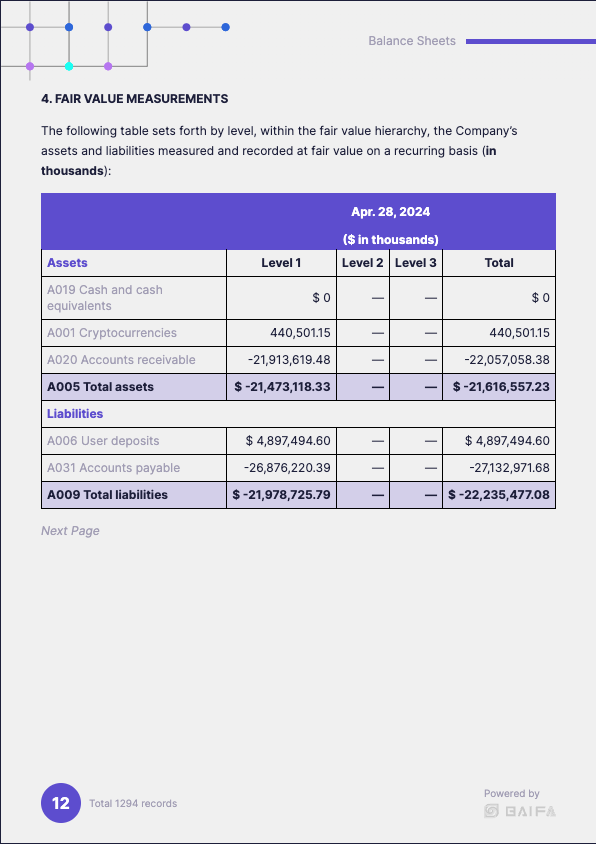 Balance Sheets
4. FAIR VALUE MEASUREMENTS
The following table sets forth by level, within the fair value hierarchy, the Company's
assets and liabilities measured and recorded at fair value on a recurring basis (in
thousands):
Apr. 28, 2024
($ in thousands)
Assets Level 1 Level 2 Level 3 Total
A019 Cash and cash
equivalents $ 0 — — $ 0
A001 Cryptocurrencies 440,501.15 — — 440,501.15
A020 Accounts receivable -21,913,619.48 — — -22,057,058.38
A005 Total assets $ -21,473,118.33 — — $ -21,616,557.23
Liabilities
A006 User deposits $ 4,897,494.60 — — $ 4,897,494.60
A031 Accounts payable -26,876,220.39 — — -27,132,971.68
A009 Total liabilities $ -21,978,725.79 — — $ -22,235,477.08
Next Page
12 Total 1294 records
Powered by
BAIFA